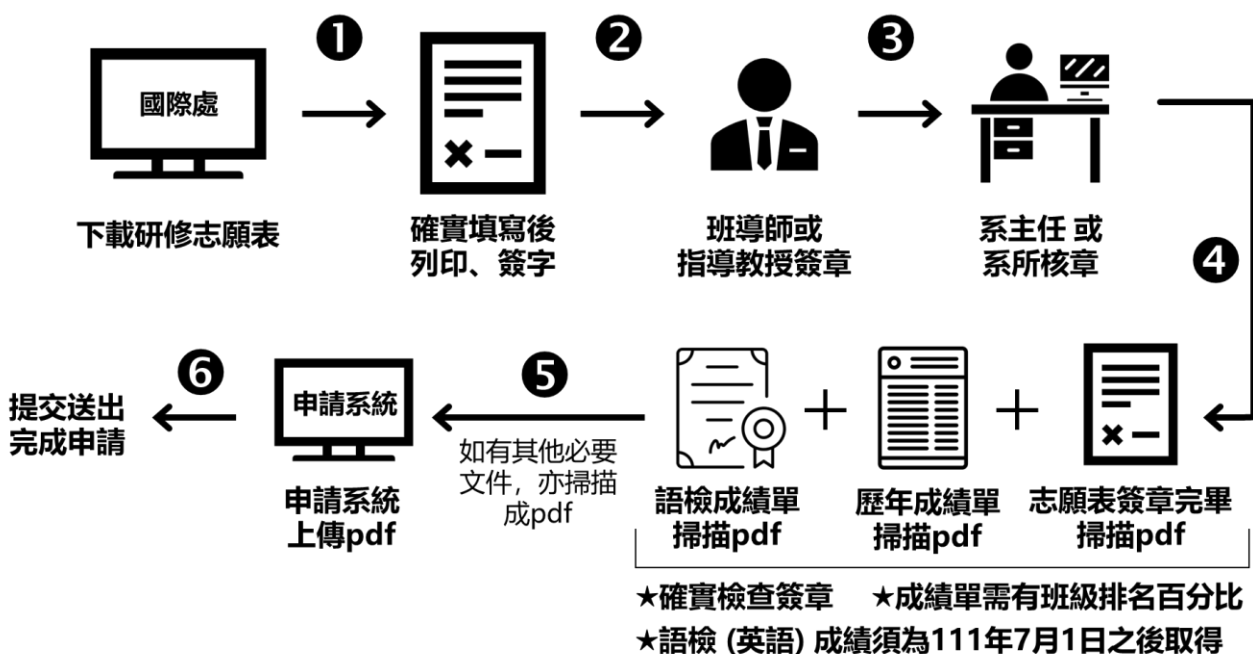 ❶
國際處
下載研修志願表
確實填寫後
列印、簽字
❷
班導師或
指導教授簽章
❸
系主任 或
系所核章
❹
志願表簽章完畢
掃描pdf
歷年成績單
掃描pdf
語檢成績單
掃描pdf
★確實檢查簽章 ★成績單需有班級排名百分比
★語檢 (英語) 成績須為111年7月1日之後取得
❺
如有其他必要
文件，亦掃描
成pdf
申請系統
申請系統
上傳pdf
❻
提交送出
完成申請